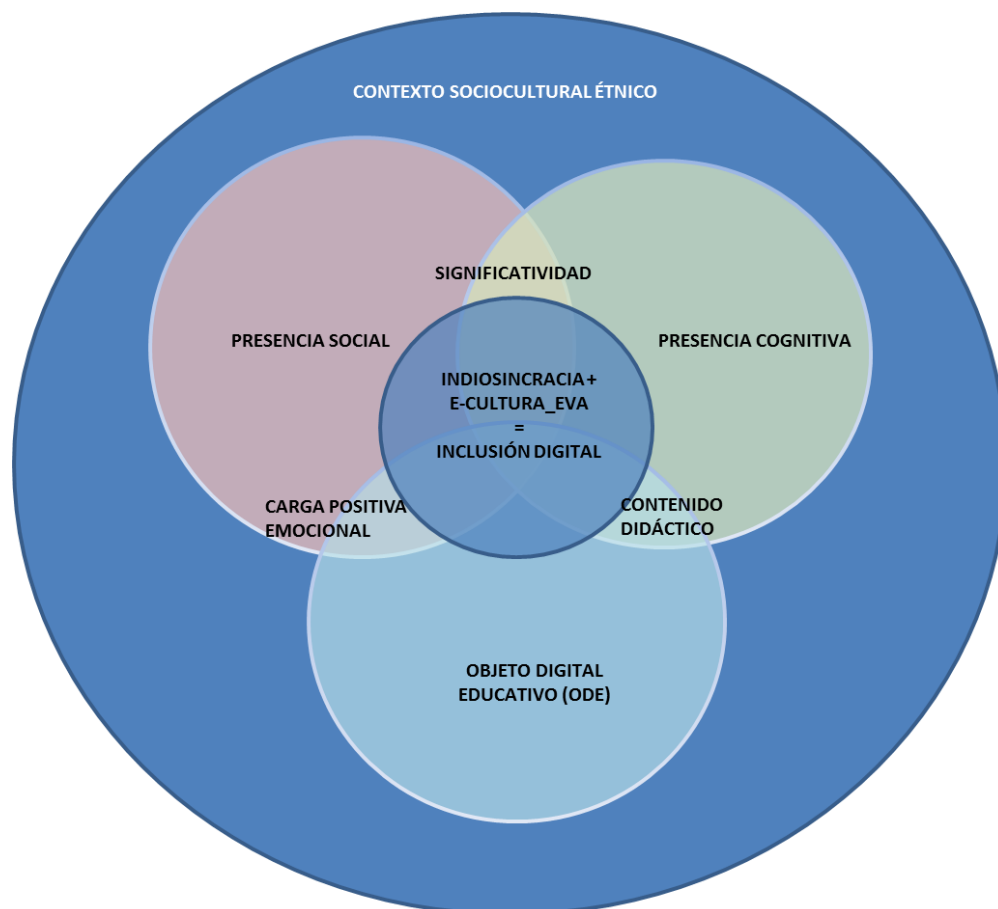 CONTEXTO SOCIOCULTURAL ÉTNICO
SIGNIFICATIVIDAD
PRESENCIA SOCIAL
PRESENCIA COGNITIVA
INDIOSINCRACIA+
E-CULTURA_EVA
=
INCLUSIÓN DIGITAL
CARGA POSITIVA
EMOCIONAL
CONTENIDO
DIDÁCTICO
OBJETO DIGITAL
EDUCATIVO (ODE)